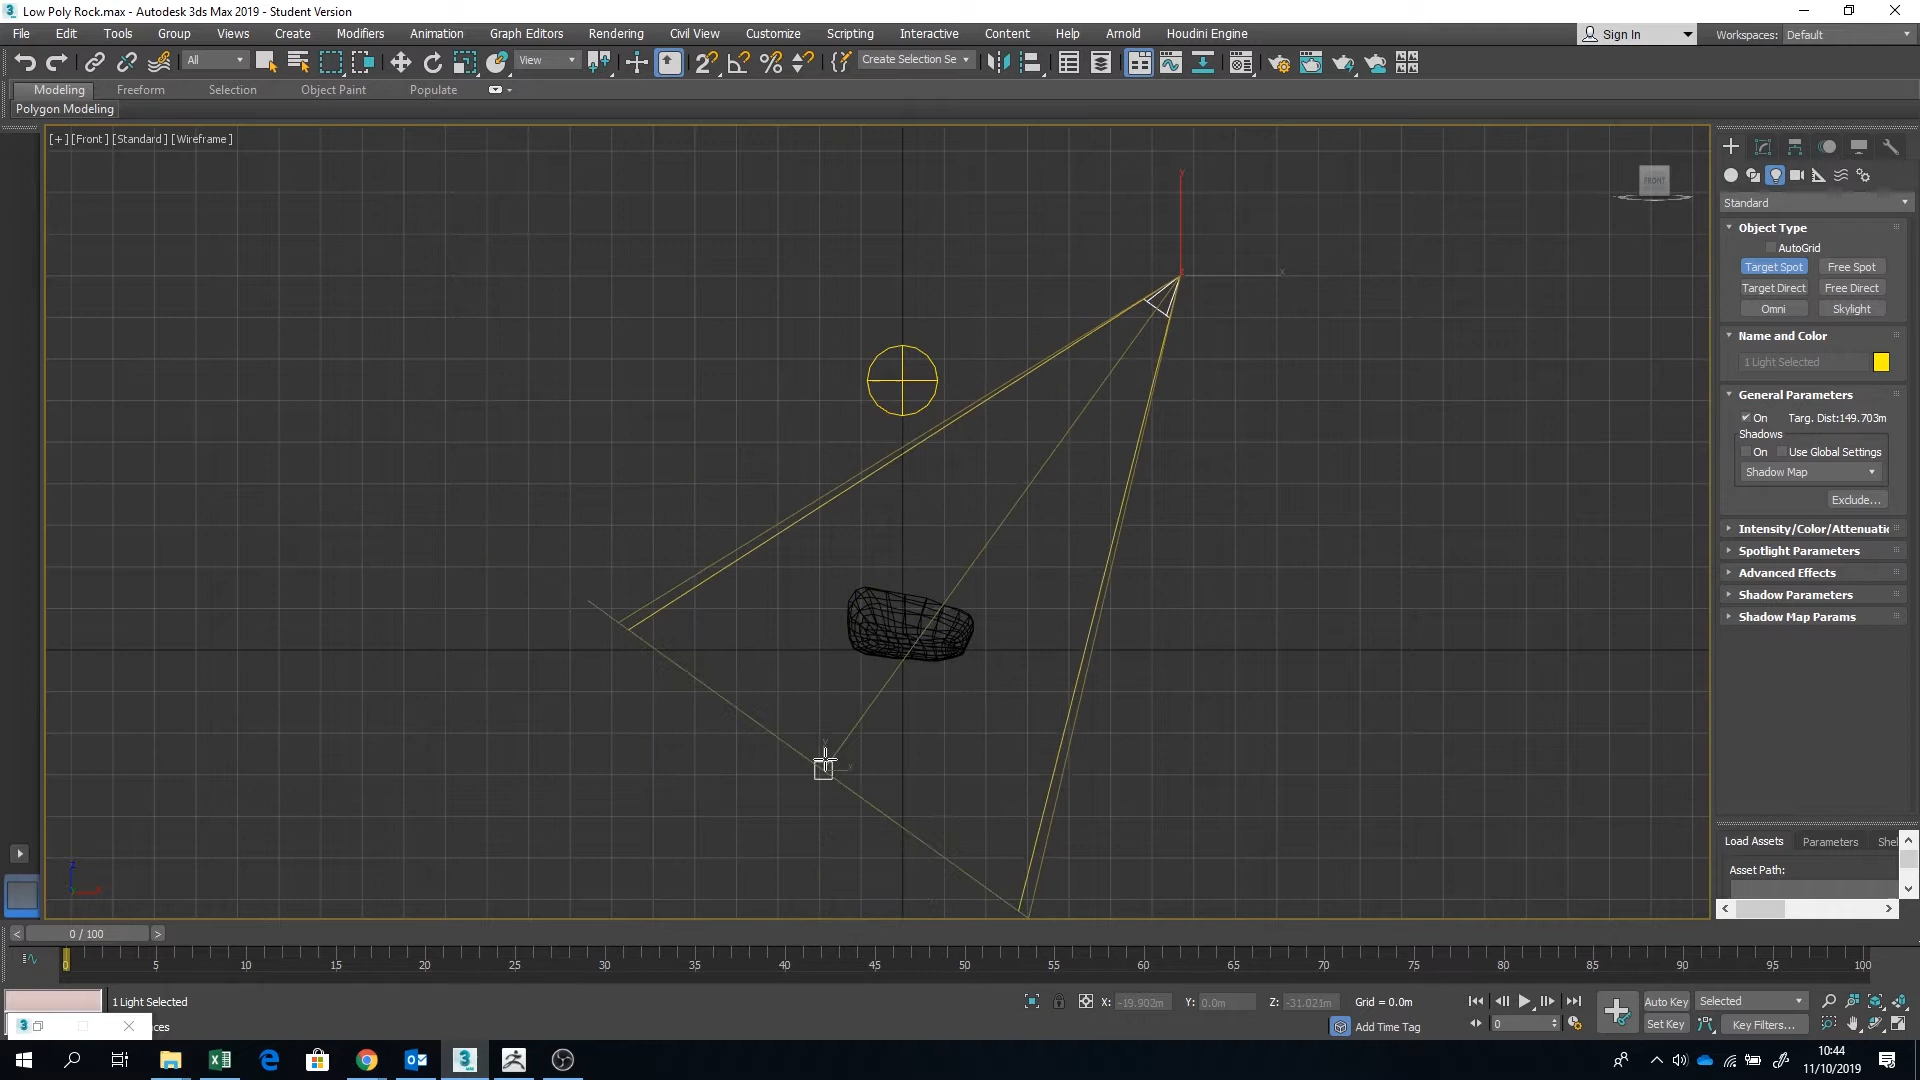 Low Poly Rock.max - Autodesk 3ds Max 2019 - Student Version
File Edit Tools Group Views Create Modifiers Animation Graph Editors Rendering Civil View Customize Scripting Interactive Content Help Arnold Houdini Engine
Sign In
Workspaces: Default
All
View
Create Selection Se
Modeling Freeform Selection Object Paint Populate
Polygon Modeling
[+] [Front] [Standard] [Wireframe]
FRONT
Standard
Object Type
AutoGrid
Target Spot Free Spot
Target Direct Free Direct
Omni Skylight
Name and Color
1 Light Selected
General Parameters
On Targ. Dist:149.703m
Shadows
On Use Global Settings
Shadow Map
Exclude...
Intensity/Color/Attenuatio
Spotlight Parameters
Advanced Effects
Shadow Parameters
Shadow Map Params
y
x
Load Assets Parameters Shel
Asset Path:
< 0 / 100 >
0 5 10 15 20 25 30 35 40 45 50 55 60 65 70 75 80 85 90 95 100
1 Light Selected
X: -19.902m Y: 0.0m Z: -31.021m Grid = 0.0m
Add Time Tag
0
Auto Key Selected
Set Key Key Filters...
10:44
11/10/2019